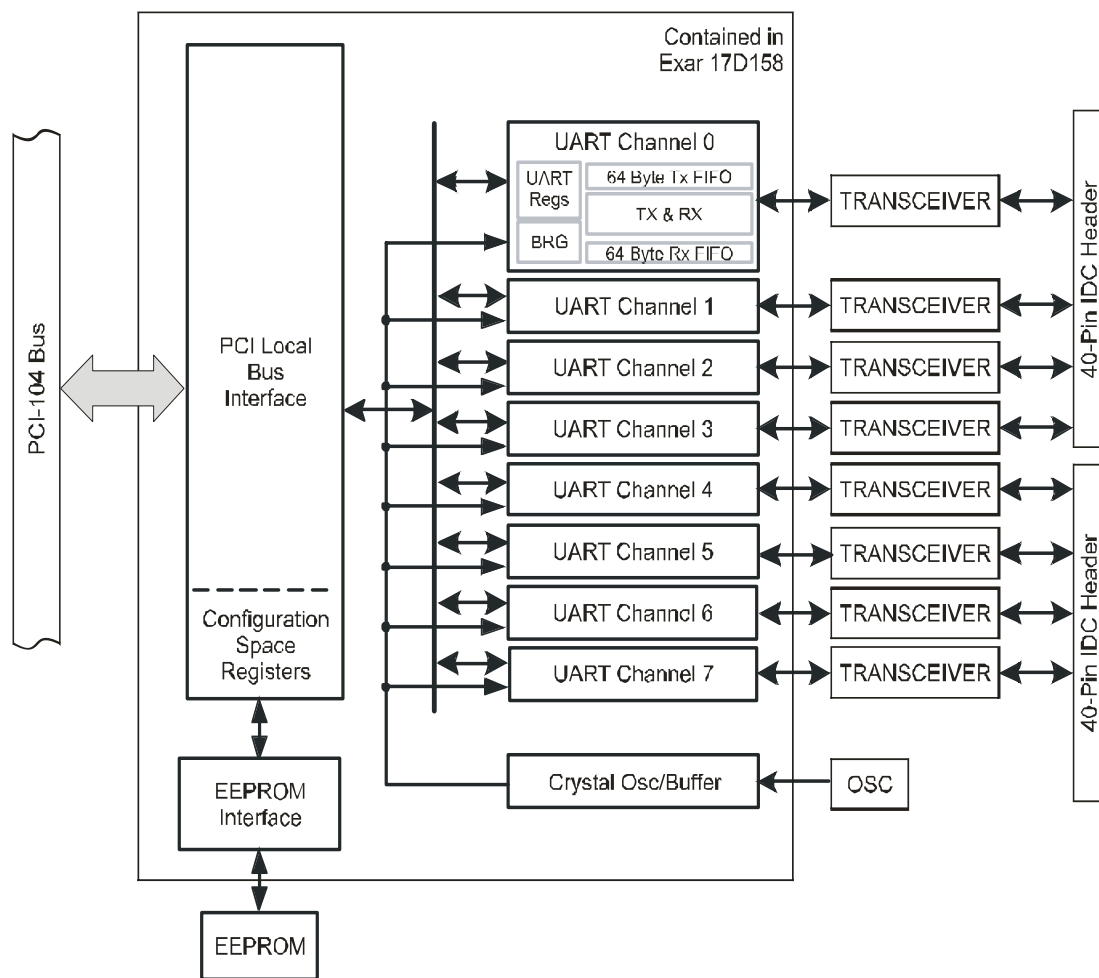 Contained in
Exar 17D158
PCI-104 Bus
PCI Local
Bus
Interface
Configuration
Space
Registers
EEPROM
Interface
EEPROM
UART Channel 0
UART
Regs
BRG
64 Byte Tx FIFO
TX & RX
64 Byte Rx FIFO
TRANSCEIVER
UART Channel 1
TRANSCEIVER
UART Channel 2
TRANSCEIVER
UART Channel 3
TRANSCEIVER
UART Channel 4
TRANSCEIVER
UART Channel 5
TRANSCEIVER
UART Channel 6
TRANSCEIVER
UART Channel 7
TRANSCEIVER
Crystal Osc/Buffer
OSC
40-Pin IDC Header
40-Pin IDC Header